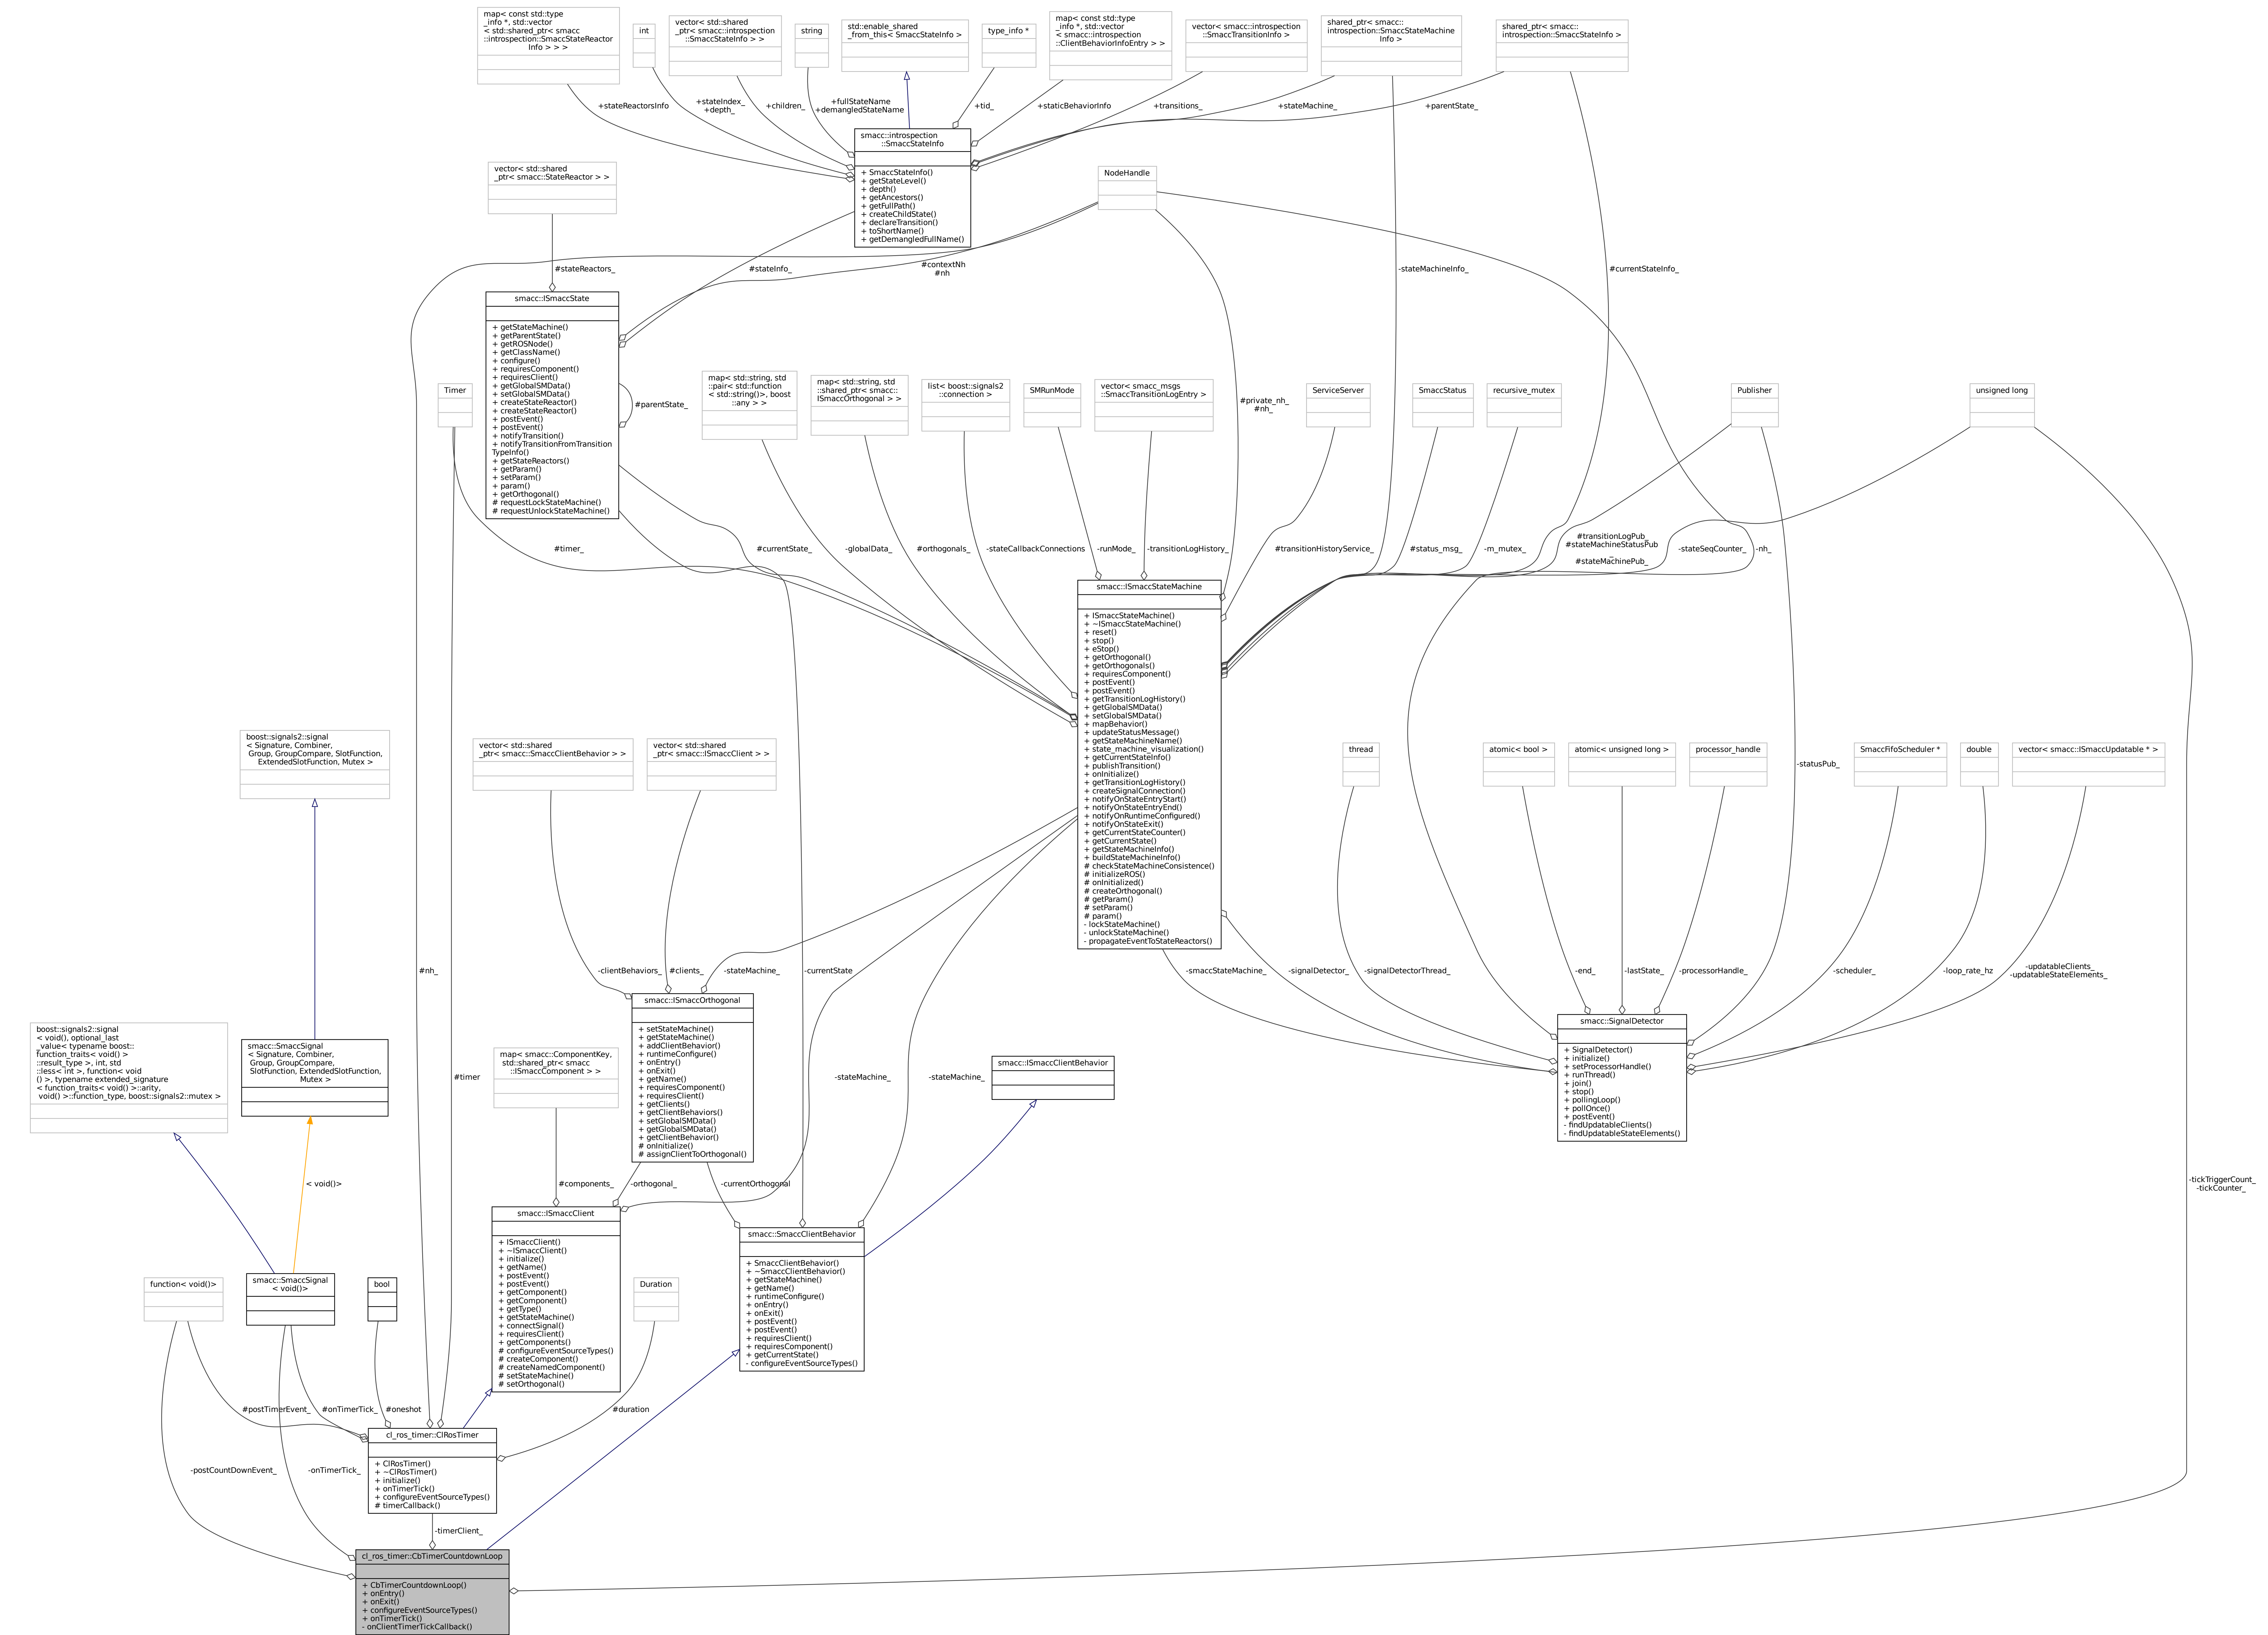 map< const std::type
_info *, std::vector
< std::shared_ptr< smacc
::introspection::SmaccStateReactor
Info > > >
int
vector< std::shared
_ptr< smacc::introspection
::SmaccStateInfo > >
string
std::enable_shared
_from_this< SmaccStateInfo >
type_info *
map< const std::type
_info *, std::vector
< smacc::introspection
::ClientBehaviorInfoEntry > >
vector< smacc::introspection
::SmaccTransitionInfo >
shared_ptr< smacc::
introspection::SmaccStateMachine
Info >
shared_ptr< smacc::
introspection::SmaccStateInfo >
+stateReactorsInfo
+stateIndex_
+depth_
+children_
+fullStateName
+demangledStateName
+tid_
+staticBehaviorInfo
+transitions_
+stateMachine_
+parentState_
smacc::introspection
::SmaccStateInfo
+ SmaccStateInfo()
+ getStateLevel()
+ depth()
+ getAncestors()
+ getFullPath()
+ createChildState()
+ declareTransition()
+ toShortName()
+ getDemangledFullName()
vector< std::shared
_ptr< smacc::StateReactor > >
NodeHandle
#stateReactors_
#stateInfo_
#contextNh
#nh
-stateMachineInfo_
#currentStateInfo_
smacc::ISmaccState
+ getStateMachine()
+ getParentState()
+ getROSNode()
+ getClassName()
+ configure()
+ requiresComponent()
+ requiresClient()
+ getGlobalSMData()
+ setGlobalSMData()
+ createStateReactor()
+ createStateReactor()
+ postEvent()
+ postEvent()
+ notifyTransition()
+ notifyTransitionFromTransition
TypeInfo()
+ getStateReactors()
+ getParam()
+ setParam()
+ param()
+ getOrthogonal()
# requestLockStateMachine()
# requestUnlockStateMachine()
#parentState_
Timer
map< std::string, std
::pair< std::function
< std::string()>, boost
::any > >
map< std::string, std
::shared_ptr< smacc::
ISmaccOrthogonal > >
list< boost::signals2
::connection >
SMRunMode
vector< smacc_msgs
::SmaccTransitionLogEntry >
#private_nh_
#nh_
ServiceServer
SmaccStatus
recursive_mutex
Publisher
unsigned long
#timer_
#currentState_
-globalData_
#orthogonals_
-stateCallbackConnections
-runMode_
-transitionLogHistory_
#transitionHistoryService_
#status_msg_
-m_mutex_
#transitionLogPub_
#stateMachineStatusPub
_
#stateMachinePub_
-stateSeqCounter_
-nh_
smacc::ISmaccStateMachine
+ ISmaccStateMachine()
+ ~ISmaccStateMachine()
+ reset()
+ stop()
+ eStop()
+ getOrthogonal()
+ getOrthogonals()
+ requiresComponent()
+ postEvent()
+ postEvent()
+ getTransitionLogHistory()
+ getGlobalSMData()
+ setGlobalSMData()
+ mapBehavior()
+ updateStatusMessage()
+ getStateMachineName()
+ state_machine_visualization()
+ getCurrentStateInfo()
+ publishTransition()
+ onInitialize()
+ getTransitionLogHistory()
+ createSignalConnection()
+ notifyOnStateEntryStart()
+ notifyOnStateEntryEnd()
+ notifyOnRuntimeConfigured()
+ notifyOnStateExit()
+ getCurrentStateCounter()
+ getCurrentState()
+ getStateMachineInfo()
+ buildStateMachineInfo()
# checkStateMachineConsistence()
# initializeROS()
# onInitialized()
# createOrthogonal()
# getParam()
# setParam()
# param()
- lockStateMachine()
- unlockStateMachine()
- propagateEventToStateReactors()
boost::signals2::signal
< Signature, Combiner,
Group, GroupCompare, SlotFunction,
ExtendedSlotFunction, Mutex >
vector< std::shared
_ptr< smacc::SmaccClientBehavior > >
vector< std::shared
_ptr< smacc::ISmaccClient > >
thread
atomic< bool >
atomic< unsigned long >
processor_handle
SmaccFifoScheduler *
double
vector< smacc::ISmaccUpdatable * >
-statusPub_
#nh_
-clientBehaviors_
#clients_
-stateMachine_
-currentState
-smaccStateMachine_
-signalDetector_
-signalDetectorThread_
-end_
-lastState_
-processorHandle_
-scheduler_
-loop_rate_hz
-updatableClients_
-updatableStateElements_
smacc::ISmaccOrthogonal
+ setStateMachine()
+ getStateMachine()
+ addClientBehavior()
+ runtimeConfigure()
+ onEntry()
+ onExit()
+ getName()
+ requiresComponent()
+ requiresClient()
+ getClients()
+ getClientBehaviors()
+ setGlobalSMData()
+ getGlobalSMData()
+ getClientBehavior()
# onInitialize()
# assignClientToOrthogonal()
smacc::SignalDetector
+ SignalDetector()
+ initialize()
+ setProcessorHandle()
+ runThread()
+ join()
+ stop()
+ pollingLoop()
+ pollOnce()
+ postEvent()
- findUpdatableClients()
- findUpdatableStateElements()
boost::signals2::signal
< void(), optional_last
_value< typename boost::
function_traits< void() >
::result_type >, int, std
::less< int >, function< void
() >, typename extended_signature
< function_traits< void() >::arity,
void() >::function_type, boost::signals2::mutex >
smacc::SmaccSignal
< Signature, Combiner,
Group, GroupCompare,
SlotFunction, ExtendedSlotFunction,
Mutex >
map< smacc::ComponentKey,
std::shared_ptr< smacc
::ISmaccComponent > >
smacc::ISmaccClientBehavior
#timer
-stateMachine_
-stateMachine_
< void()>
#components_
-orthogonal_
-currentOrthogonal
-tickTriggerCount_
-tickCounter_
smacc::ISmaccClient
+ ISmaccClient()
+ ~ISmaccClient()
+ initialize()
+ getName()
+ postEvent()
+ postEvent()
+ getComponent()
+ getComponent()
+ getType()
+ getStateMachine()
+ connectSignal()
+ requiresClient()
+ getComponents()
# configureEventSourceTypes()
# createComponent()
# createNamedComponent()
# setStateMachine()
# setOrthogonal()
smacc::SmaccClientBehavior
+ SmaccClientBehavior()
+ ~SmaccClientBehavior()
+ getStateMachine()
+ getName()
+ runtimeConfigure()
+ onEntry()
+ onExit()
+ postEvent()
+ postEvent()
+ requiresClient()
+ requiresComponent()
+ getCurrentState()
- configureEventSourceTypes()
function< void()>
smacc::SmaccSignal
< void()>
bool
Duration
#postTimerEvent_
#onTimerTick_
#oneshot
#duration
cl_ros_timer::ClRosTimer
+ ClRosTimer()
+ ~ClRosTimer()
+ initialize()
+ onTimerTick()
+ configureEventSourceTypes()
# timerCallback()
-postCountDownEvent_
-onTimerTick_
-timerClient_
cl_ros_timer::CbTimerCountdownLoop
+ CbTimerCountdownLoop()
+ onEntry()
+ onExit()
+ configureEventSourceTypes()
+ onTimerTick()
- onClientTimerTickCallback()